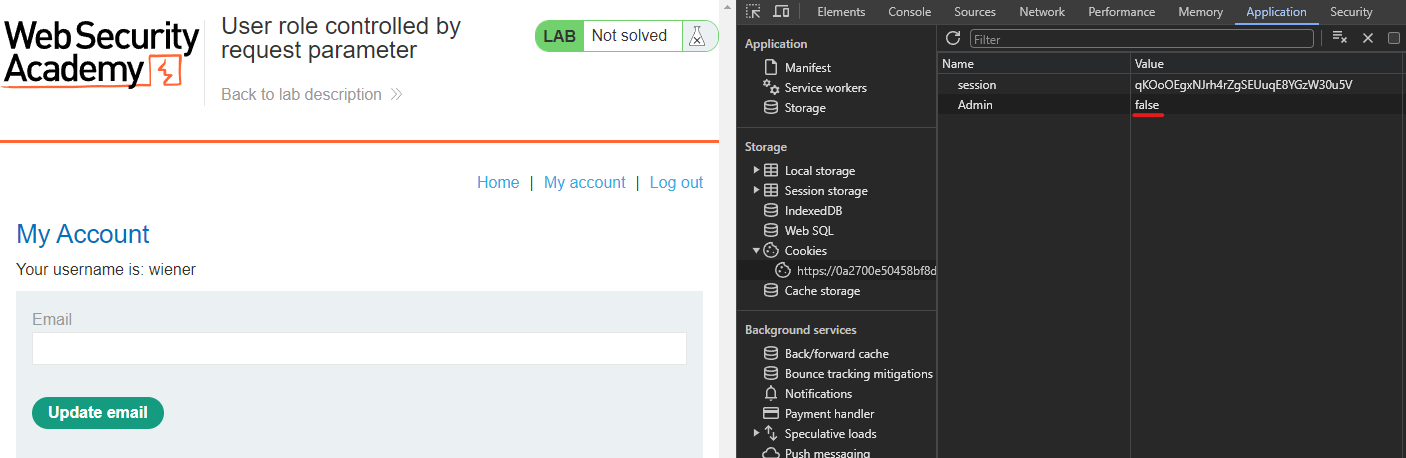 Web Security
Academy
User role controlled by
request parameter
Back to lab description
LAB Not solved
Home | My account | Log out
My Account
Your username is: wiener
Email
Update email
Elements Console Sources Network Performance Memory Application Security
Application
Manifest
Service workers
Storage
Storage
Local storage
Session storage
IndexedDB
Web SQL
Cookies
https://0a2700e50458bf8d
Cache storage
Background services
Back/forward cache
Bounce tracking mitigations
Notifications
Payment handler
Speculative loads
Push messaging
Filter
Name Value
session qKOoOEgxNJrh4rZgSEUuqE8YGzW30u5V
Admin false